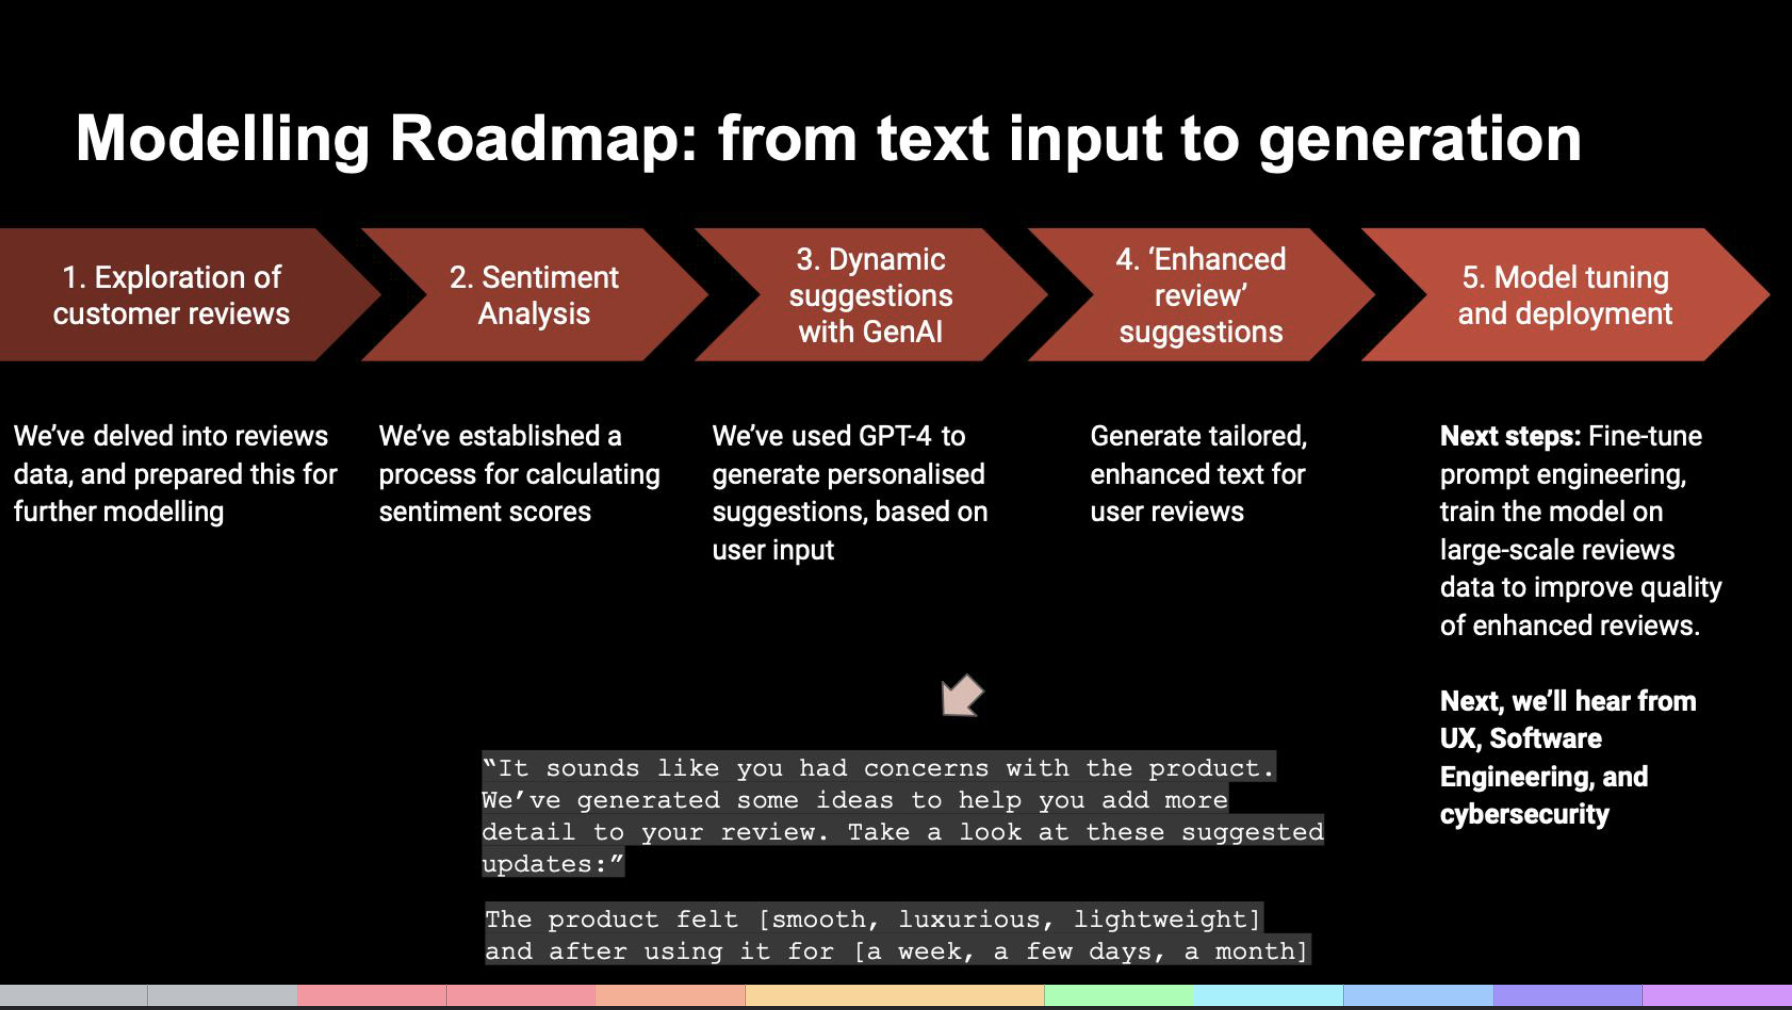 Modelling Roadmap: from text input to generation
1. Exploration of
customer reviews
2. Sentiment
Analysis
3. Dynamic
suggestions
with GenAI
4. ‘Enhanced
review’
suggestions
5. Model tuning
and deployment
We’ve delved into reviews
data, and prepared this for
further modelling
We’ve established a
process for calculating
sentiment scores
We’ve used GPT-4 to
generate personalised
suggestions, based on
user input
Generate tailored,
enhanced text for
user reviews
Next steps: Fine-tune
prompt engineering,
train the model on
large-scale reviews
data to improve quality
of enhanced reviews.
Next, we’ll hear from
UX, Software
Engineering, and
cybersecurity
“It sounds like you had concerns with the product.
We’ve generated some ideas to help you add more
detail to your review. Take a look at these suggested
updates:”
The product felt [smooth, luxurious, lightweight]
and after using it for [a week, a few days, a month]